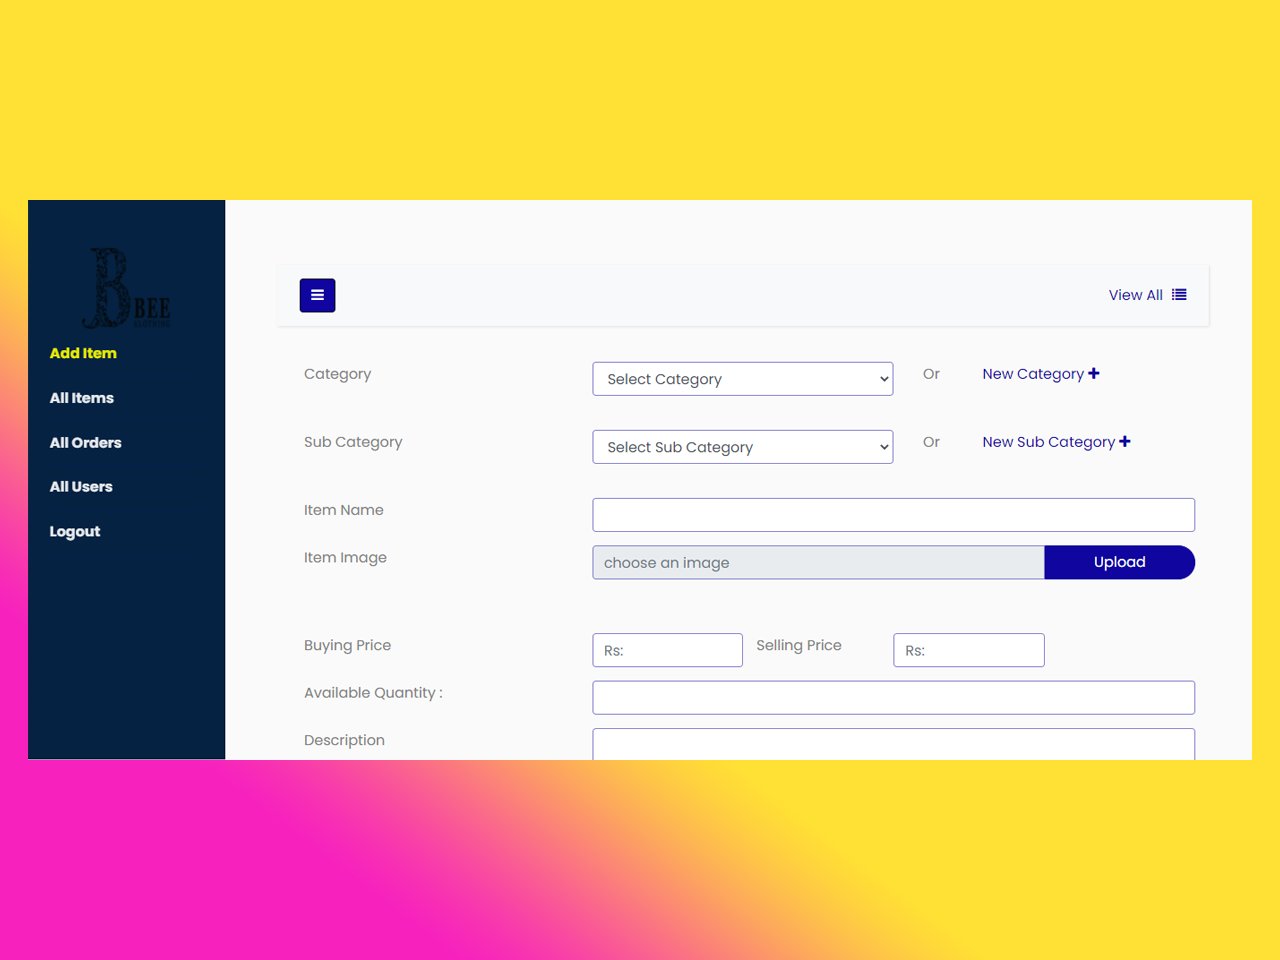 B BEE
KLOTHING
Add Item
All Items
All Orders
All Users
Logout
View All
Category
Select Category
Or
New Category
Sub Category
Select Sub Category
Or
New Sub Category
Item Name
Item Image
choose an image
Upload
Buying Price
Rs:
Selling Price
Rs:
Available Quantity :
Description